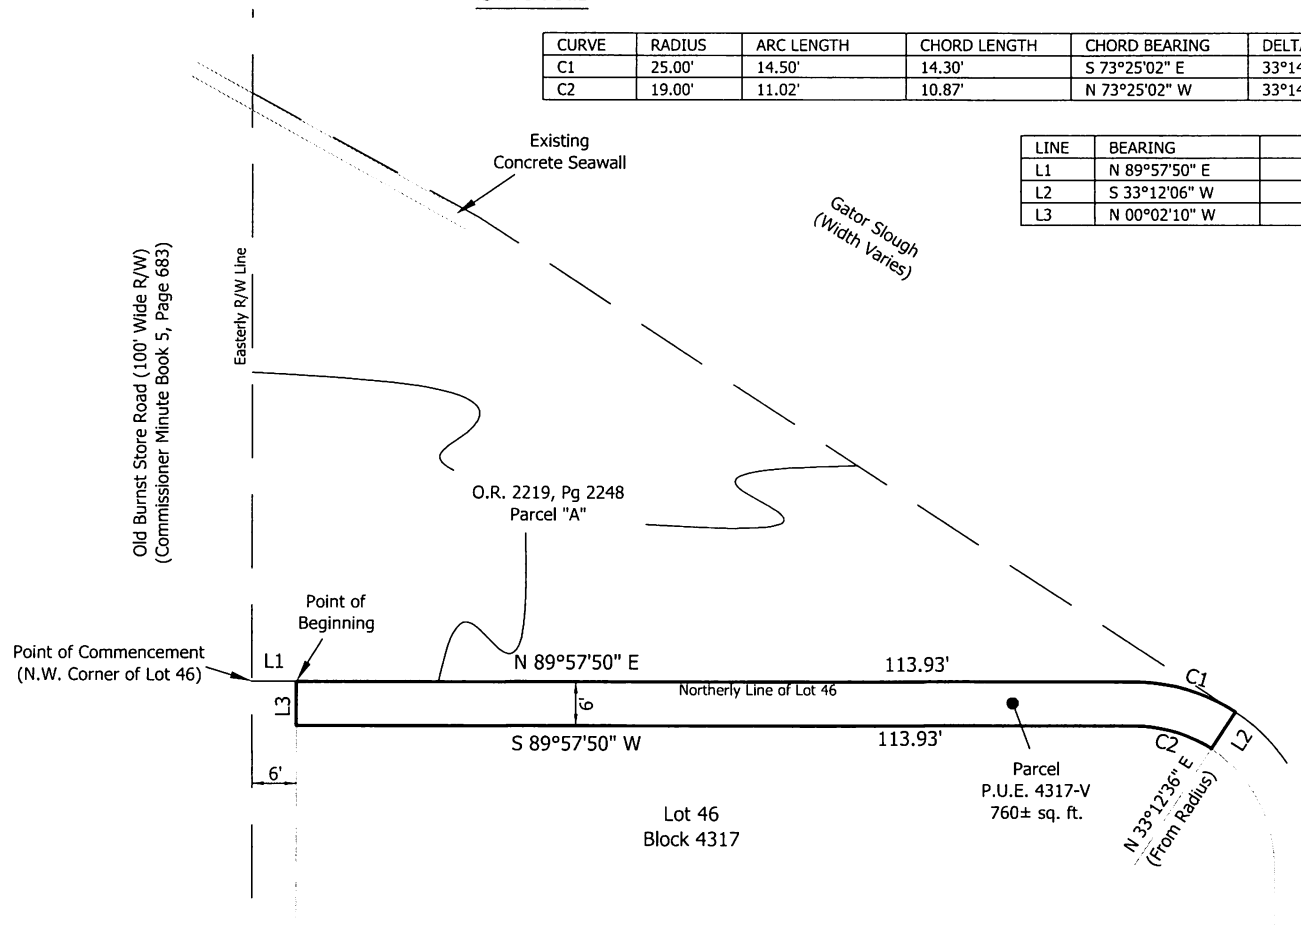 CURVE RADIUS ARC LENGTH CHORD LENGTH CHORD BEARING DELT
C1 25.00' 14.50' 14.30' S 73°25'02" E 33°14
C2 19.00' 11.02' 10.87' N 73°25'02" W 33°14
LINE BEARING
L1 N 89°57'50" E
L2 S 33°12'06" W
L3 N 00°02'10" W
Existing
Concrete Seawall
Gator Slough
(Width Varies)
Old Burnst Store Road (100' Wide R/W)
(Commissioner Minute Book 5, Page 683)
Easterly R/W Line
O.R. 2219, Pg 2248
Parcel "A"
Point of
Beginning
Point of Commencement
(N.W. Corner of Lot 46)
L1
N 89°57'50" E
113.93'
C1
Northerly Line of Lot 46
L3
6'
S 89°57'50" W
113.93'
C2
L2
6'
Parcel
P.U.E. 4317-V
760± sq. ft.
N 33°12'36" E
(From Radius)
Lot 46
Block 4317